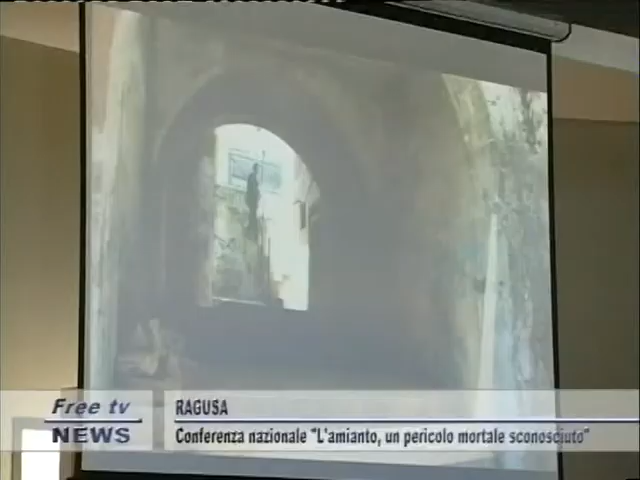 Free tv
NEWS
RAGUSA
Conferenza nazionale "L'amianto, un pericolo mortale sconosciuto"